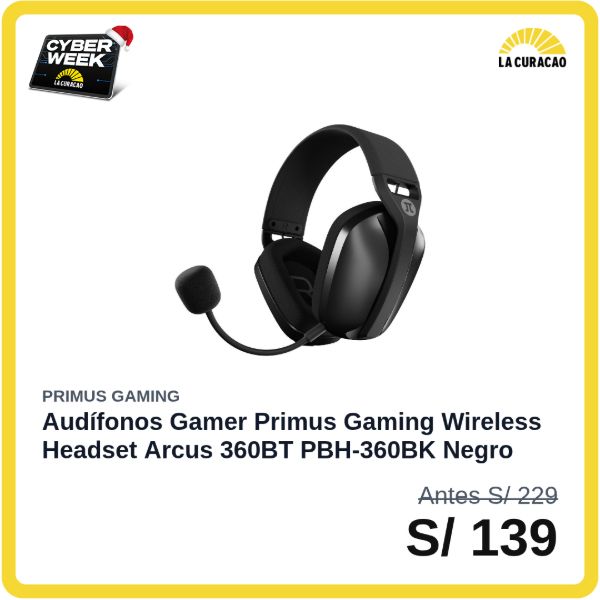 CYBER
WEEK
LA CURACAO
LA CURACAO
PRIMUS GAMING
Audífonos Gamer Primus Gaming Wireless
Headset Arcus 360BT PBH-360BK Negro
Antes S/ 229
S/ 139